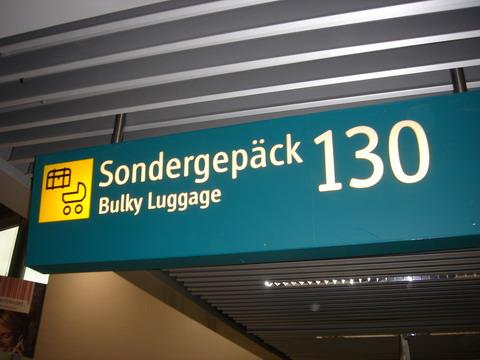 Sondergepäck 130
Bulky Luggage